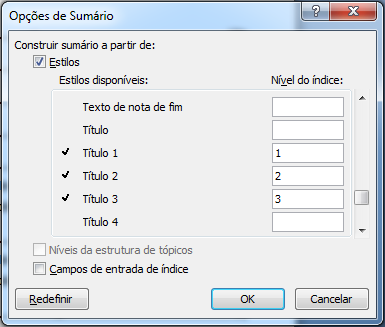 Opções de Sumário
Construir sumário a partir de:
Estilos
Estilos disponíveis: Nível do índice:
Texto de nota de fim
Título
Título 1 1
Título 2 2
Título 3 3
Título 4
Níveis da estrutura de tópicos
Campos de entrada de índice
Redefinir OK Cancelar